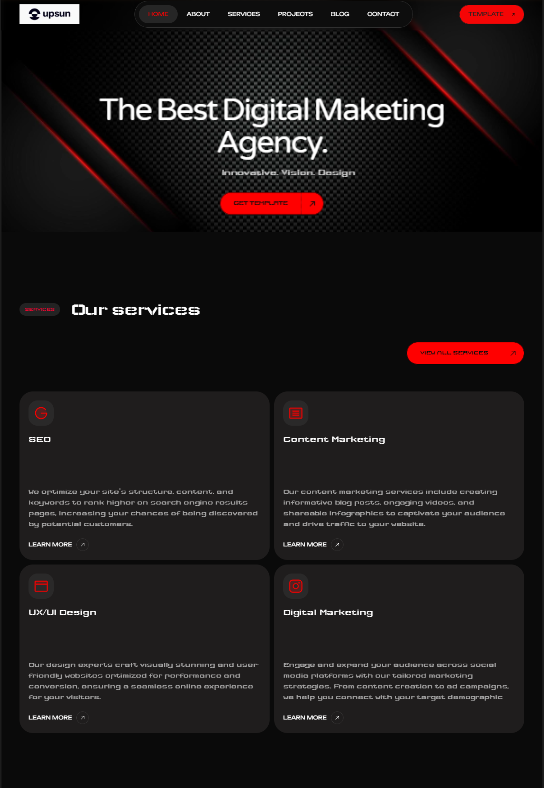 upsun
HOME ABOUT SERVICES PROJECTS BLOG CONTACT
TEMPLATE
The Best Digital Maketing
Agency.
Innovative. Vision. Design
GET TEMPLATE
SERVICES
Our services
VIEW ALL SERVICES
SEO
We optimize your site's structure, content, and
keywords to rank higher on search engine results
pages, increasing your chances of being discovered
by potential customers.
LEARN MORE
Content Marketing
Our content marketing services include creating
informative blog posts, engaging videos, and
shareable infographics to captivate your audience
and drive traffic to your website.
LEARN MORE
UX/UI Design
Our design experts craft visually stunning and user-
friendly websites optimized for performance and
conversion, ensuring a seamless online experience
for your visitors.
LEARN MORE
Digital Marketing
Engage and expand your audience across social
media platforms with our tailored marketing
strategies. From content creation to ad campaigns,
we help you connect with your target demographic
LEARN MORE